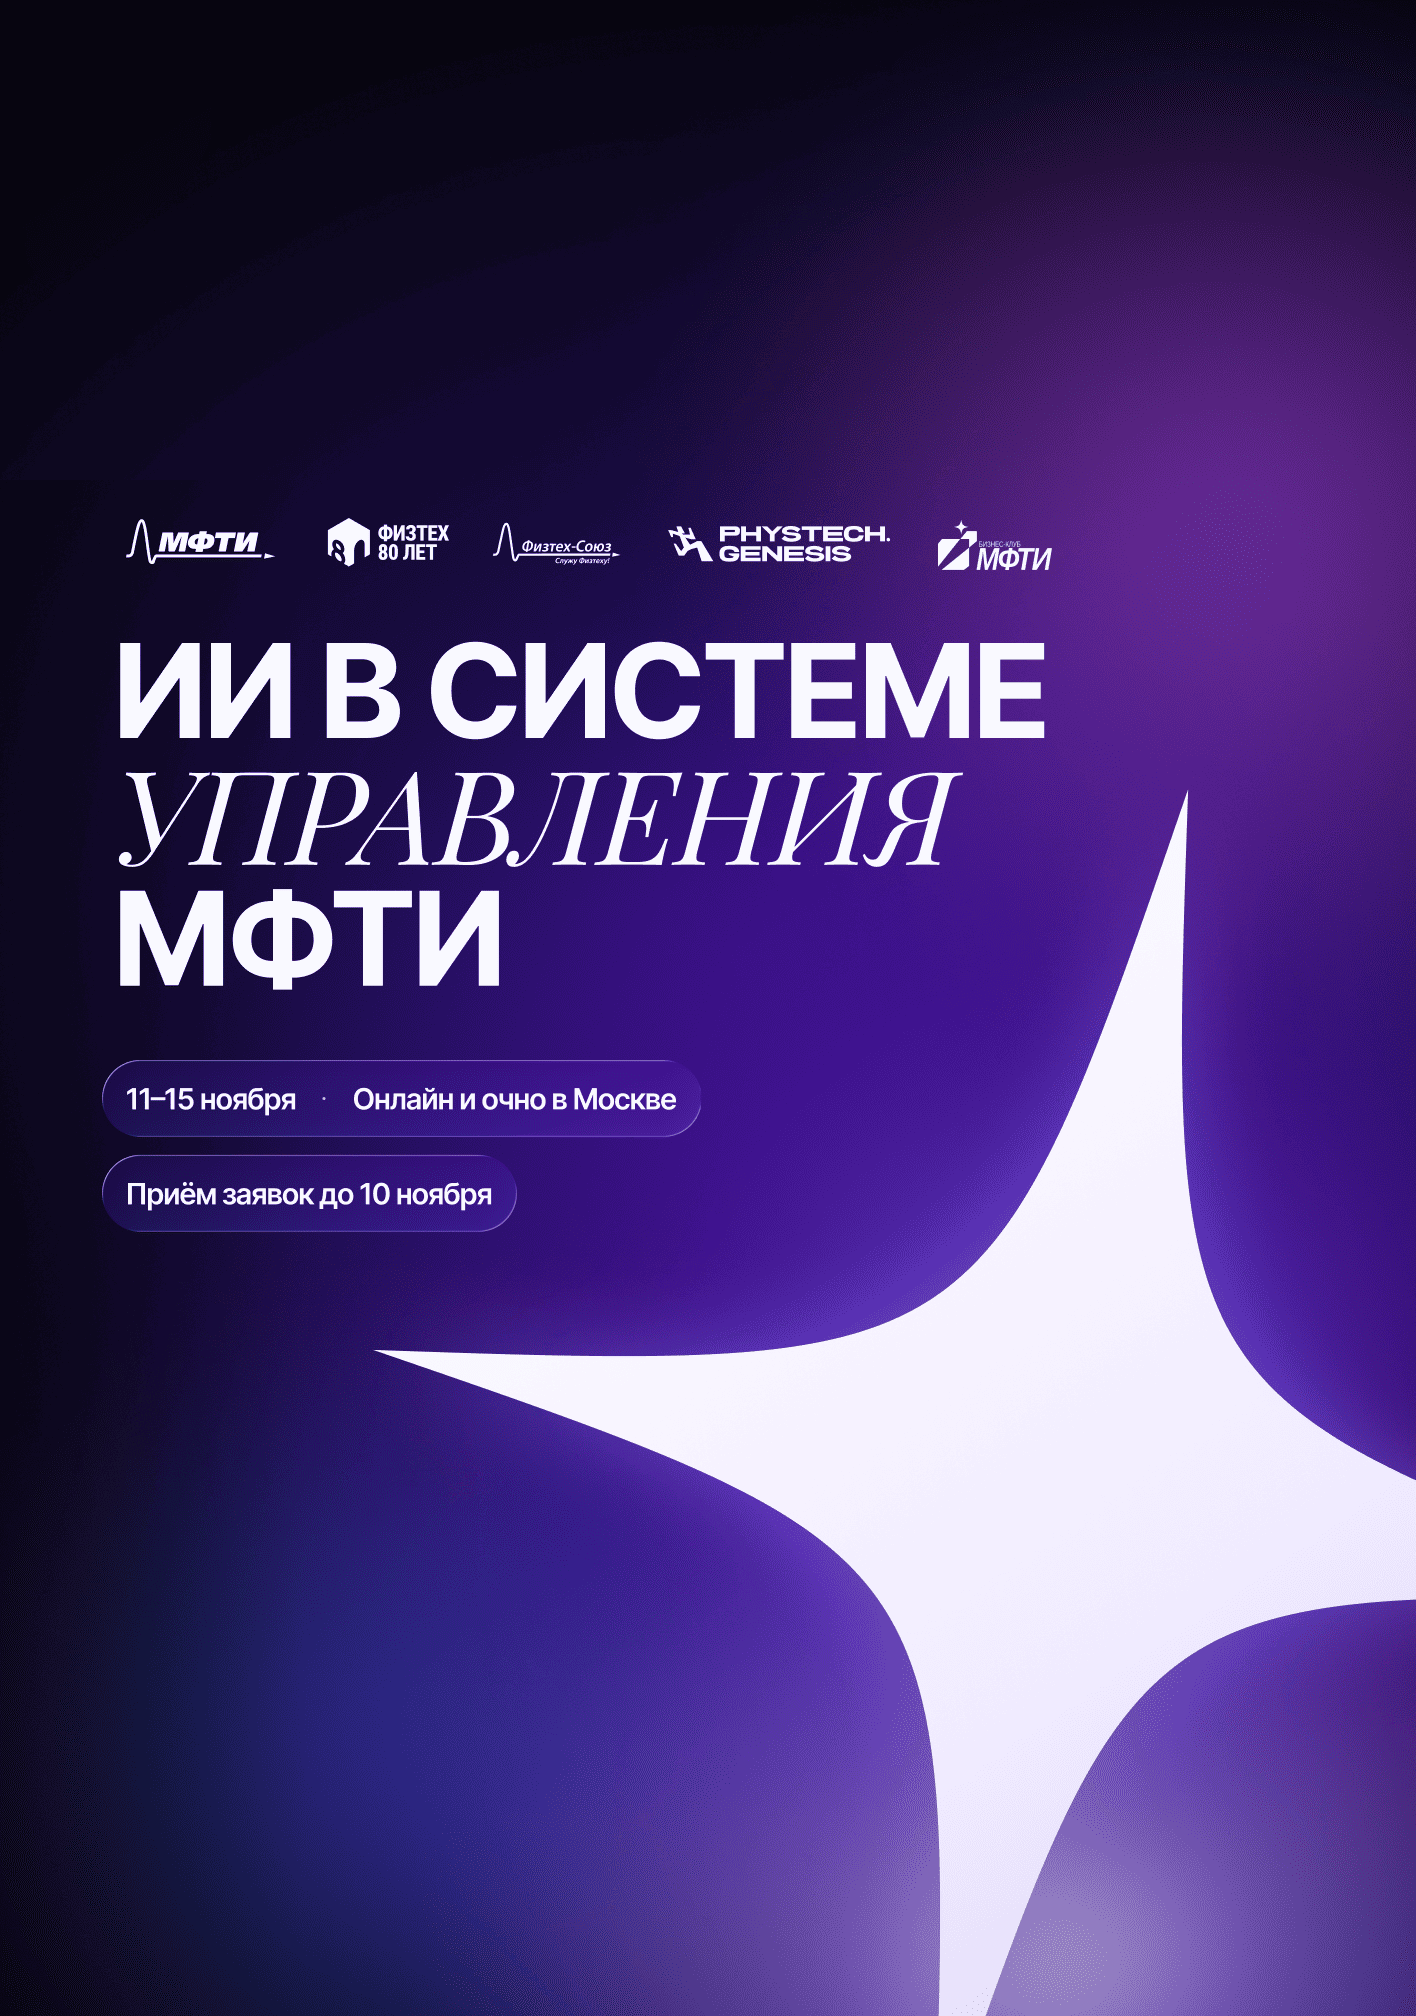 МФТИ
ФИЗТЕХ
80 ЛЕТ
Физтех-Союз
Служу Физтеху!
PHYSTECH.
GENESIS
БИЗНЕС-КЛУБ
МФТИ
ИИ В СИСТЕМЕ
УПРАВЛЕНИЯ
МФТИ
11–15 ноября · Онлайн и очно в Москве
Приём заявок до 10 ноября